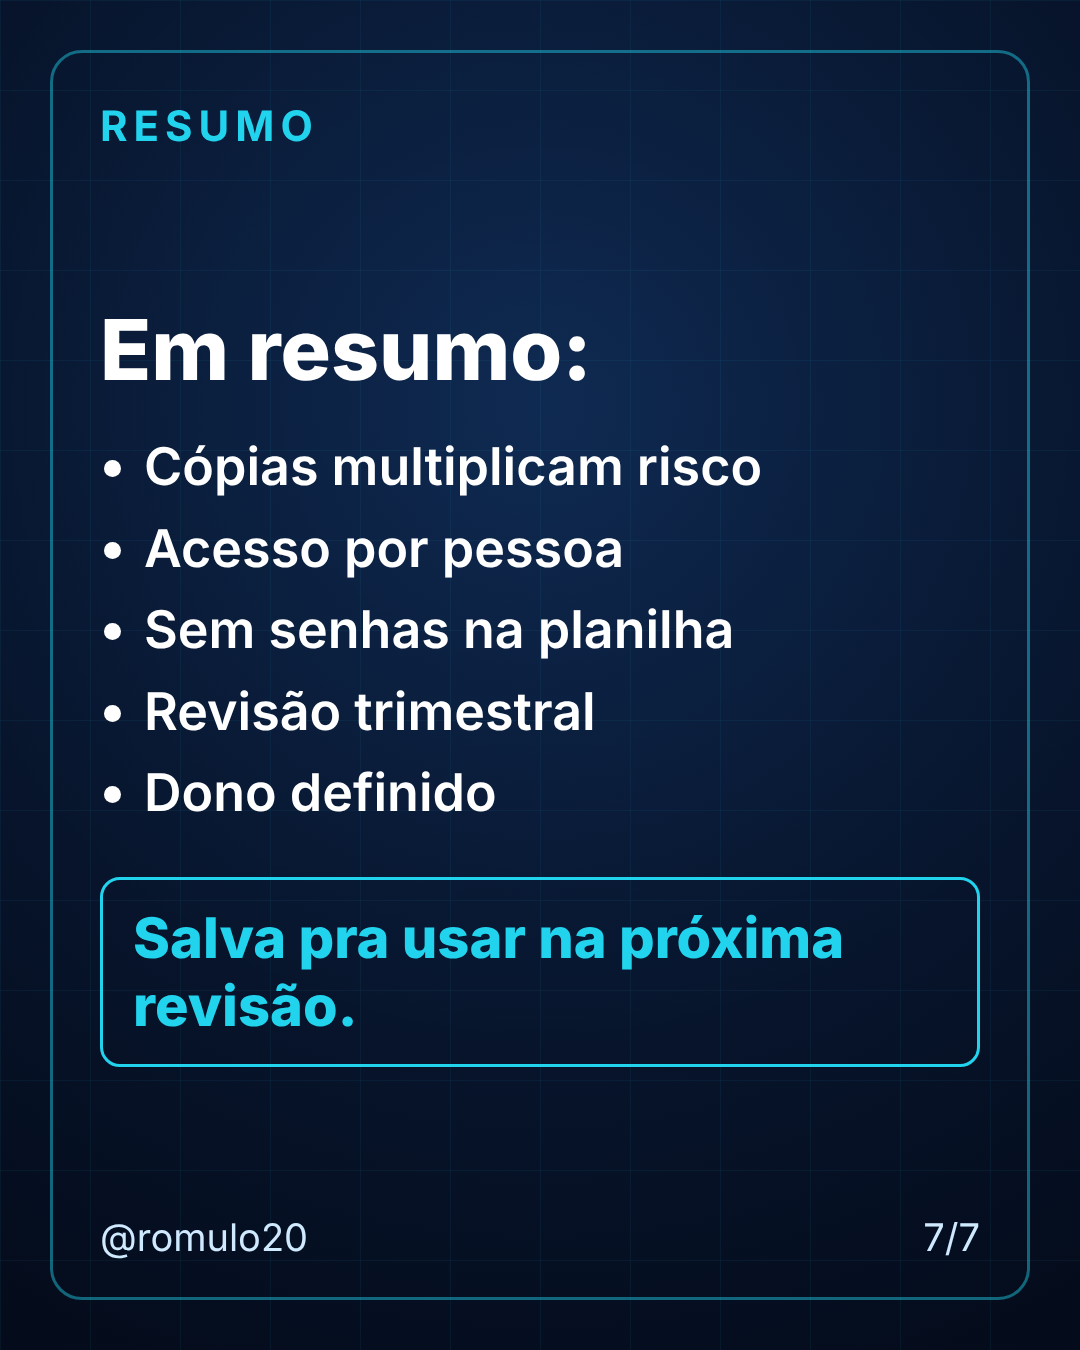 RESUMO
Em resumo:
• Cópias multiplicam risco
• Acesso por pessoa
• Sem senhas na planilha
• Revisão trimestral
• Dono definido
Salva pra usar na próxima
revisão.
@romulo20
7/7